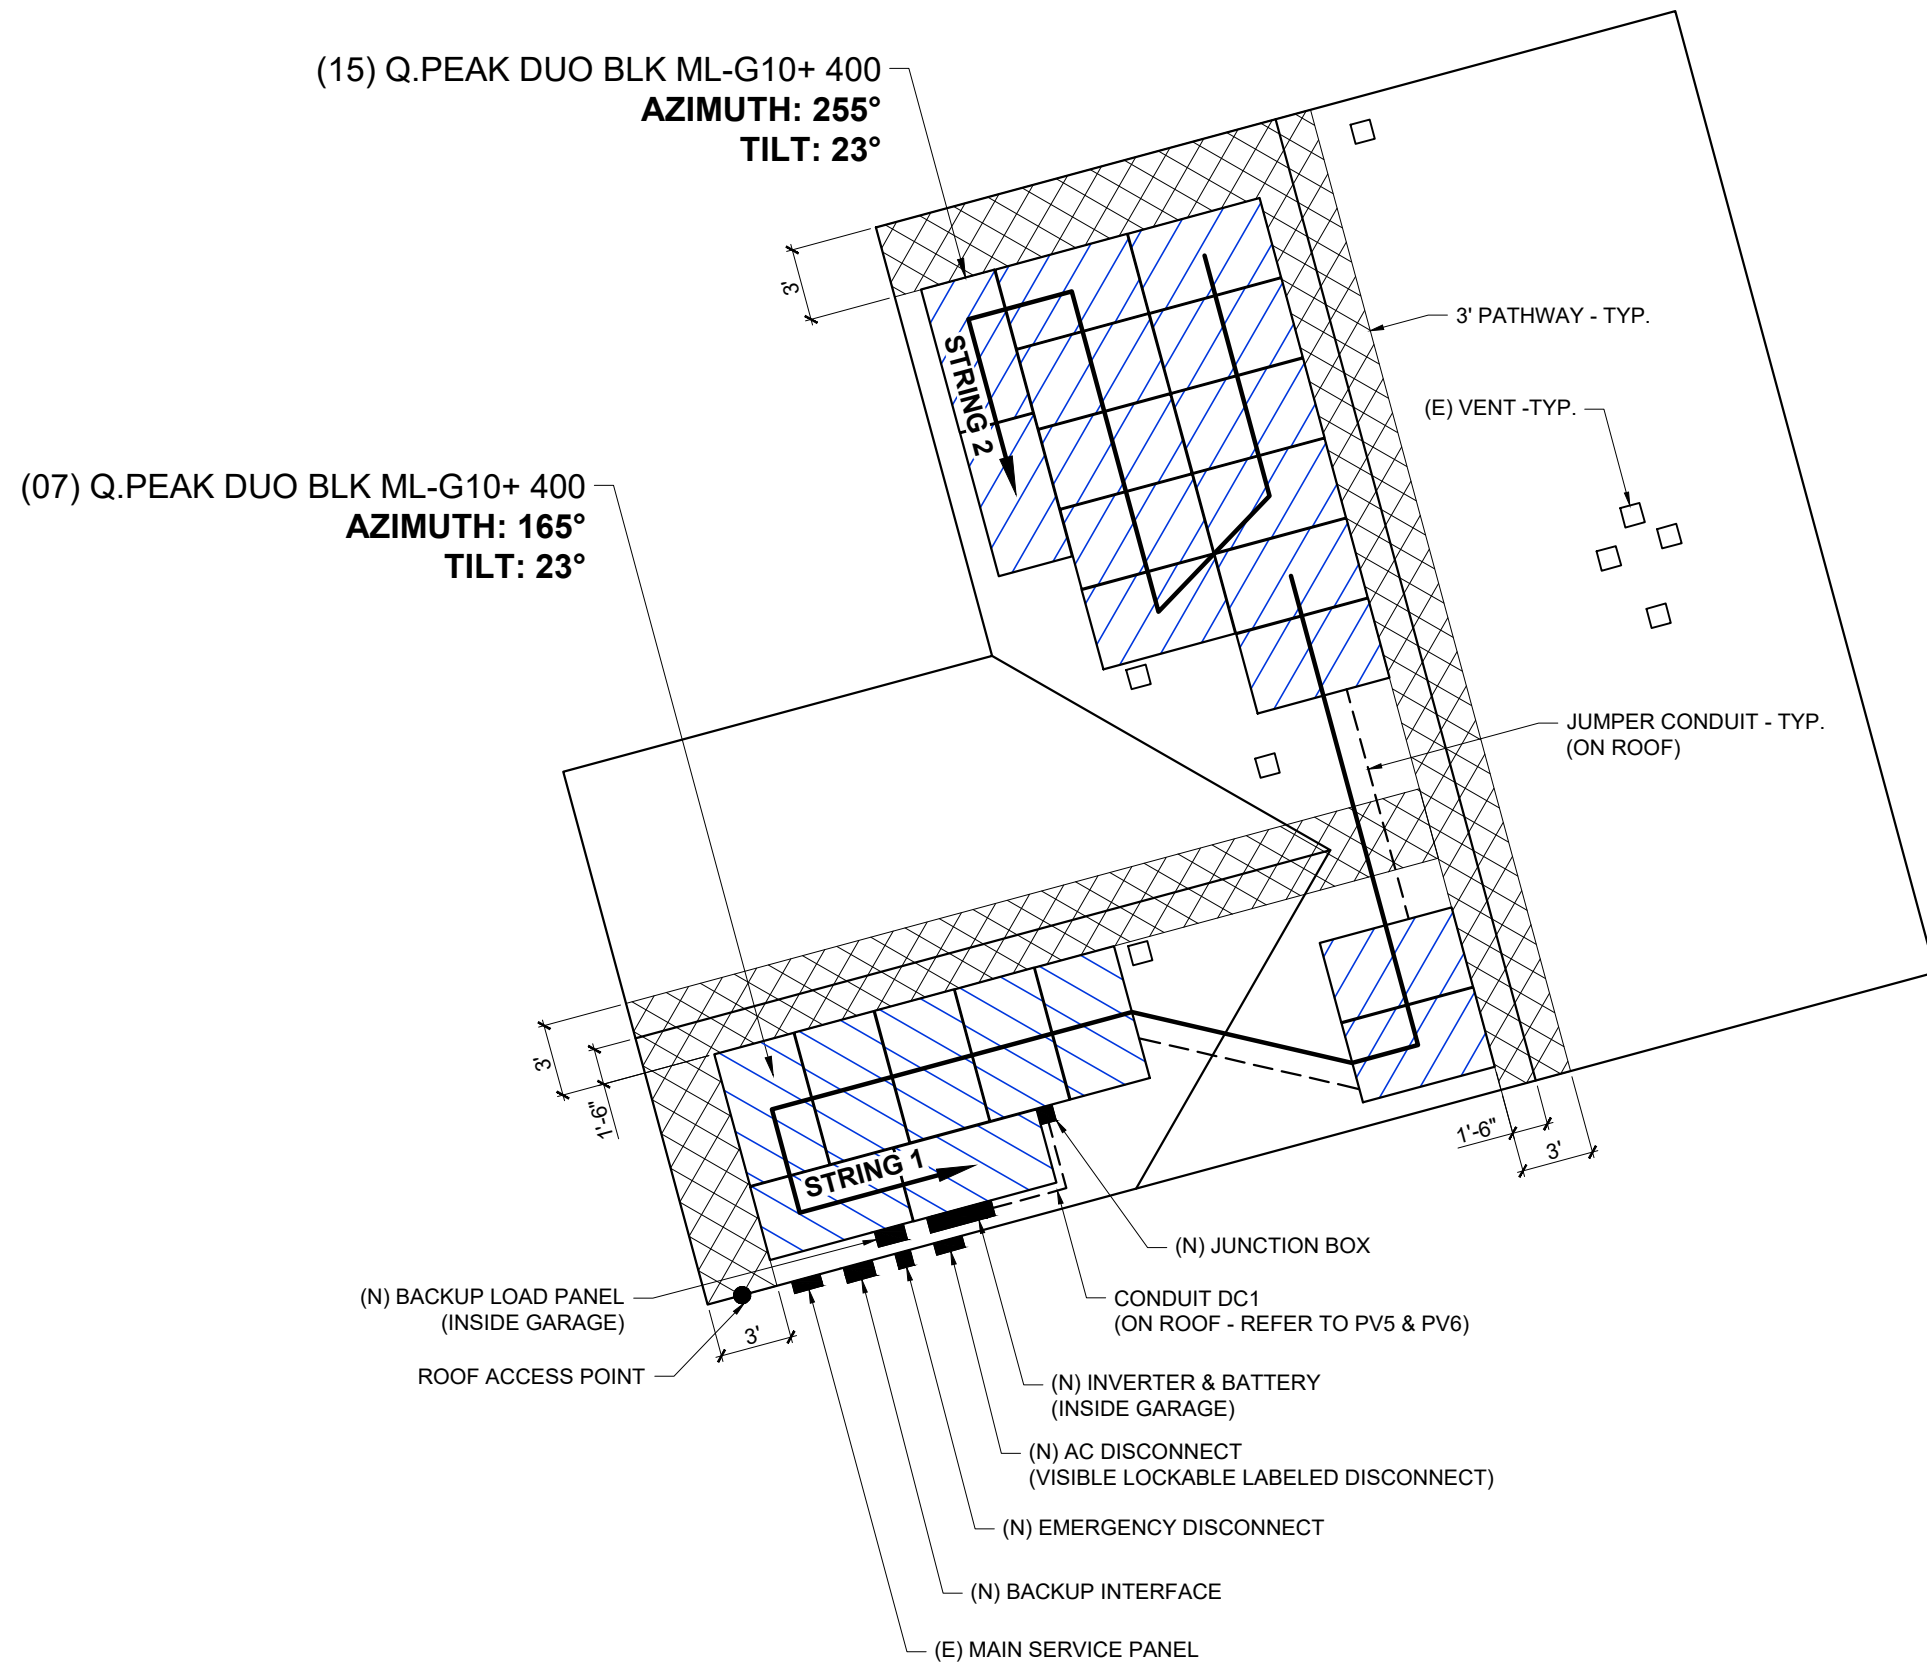 (15) Q.PEAK DUO BLK ML-G10+ 400
AZIMUTH: 255°
TILT: 23°
3'
STRING 2
3' PATHWAY - TYP.
(E) VENT -TYP.
(07) Q.PEAK DUO BLK ML-G10+ 400
AZIMUTH: 165°
TILT: 23°
JUMPER CONDUIT - TYP.
(ON ROOF)
3'
1'-6"
1'-6"
3'
STRING 1
(N) JUNCTION BOX
(N) BACKUP LOAD PANEL
(INSIDE GARAGE)
CONDUIT DC1
(ON ROOF - REFER TO PV5 & PV6)
3'
ROOF ACCESS POINT
(N) INVERTER & BATTERY
(INSIDE GARAGE)
(N) AC DISCONNECT
(VISIBLE LOCKABLE LABELED DISCONNECT)
(N) EMERGENCY DISCONNECT
(N) BACKUP INTERFACE
(E) MAIN SERVICE PANEL